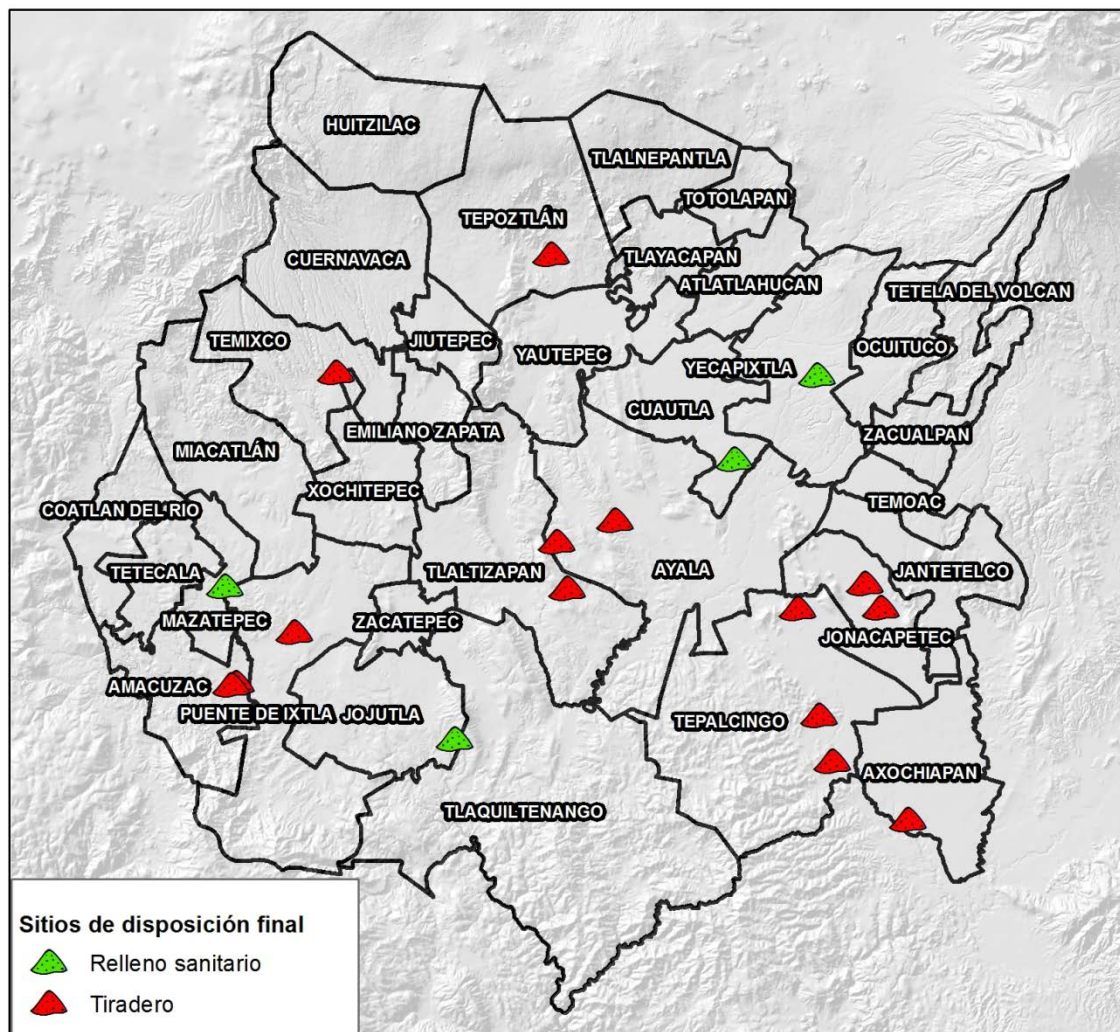 HUITZILAC
TLALNEPANTLA
TOTOLAPAN
TEPOZTLÁN
CUERNAVACA
TLAYACAPAN
ATLATLAHUCAN
TETELA DEL VOLCAN
TEMIXCO
JIUTEPEC
YAUTEPEC
OCUITUCO
YECAPIXTLA
CUAUTLA
EMILIANO ZAPATA
ZACUALPAN
MIACATLÁN
XOCHITEPEC
TEMOAC
COATLAN DEL RIO
TETECALA
TLALTIZAPAN
AYALA
JANTETELCO
MAZATEPEC
ZACATEPEC
JONACAPETEC
AMACUZAC
PUENTE DE IXTLA
JOJUTLA
TEPALCINGO
AXOCHIAPAN
TLAQUILTENANGO
Sitios de disposición final
Relleno sanitario
Tiradero